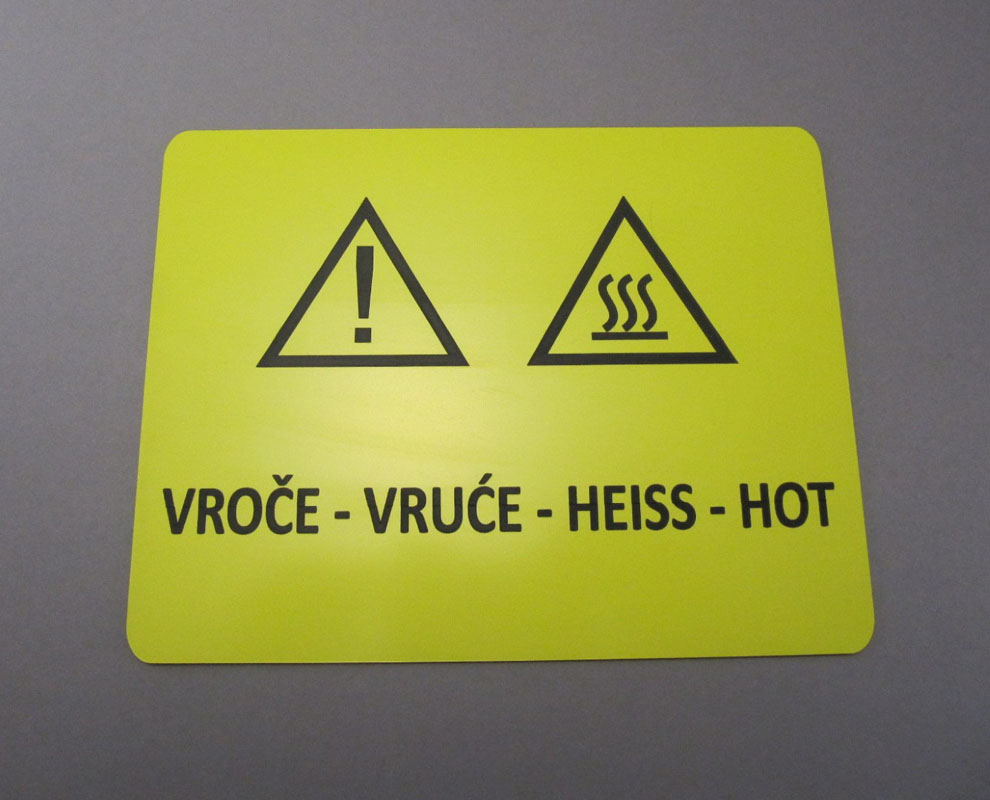 VROČE - VRUĆE - HEISS - HOT